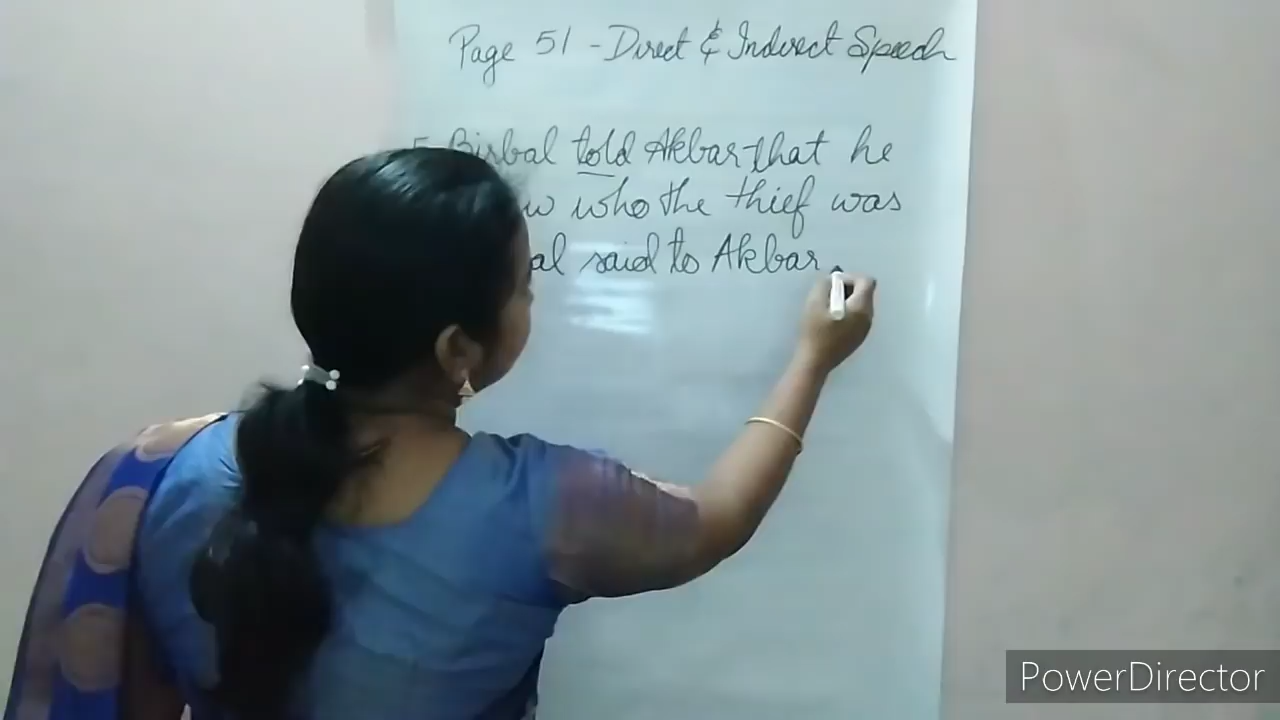 Page 51 - Direct & Indirect Speech
Birbal told Akbar that he
who the thief was
said to Akbar,
PowerDirector